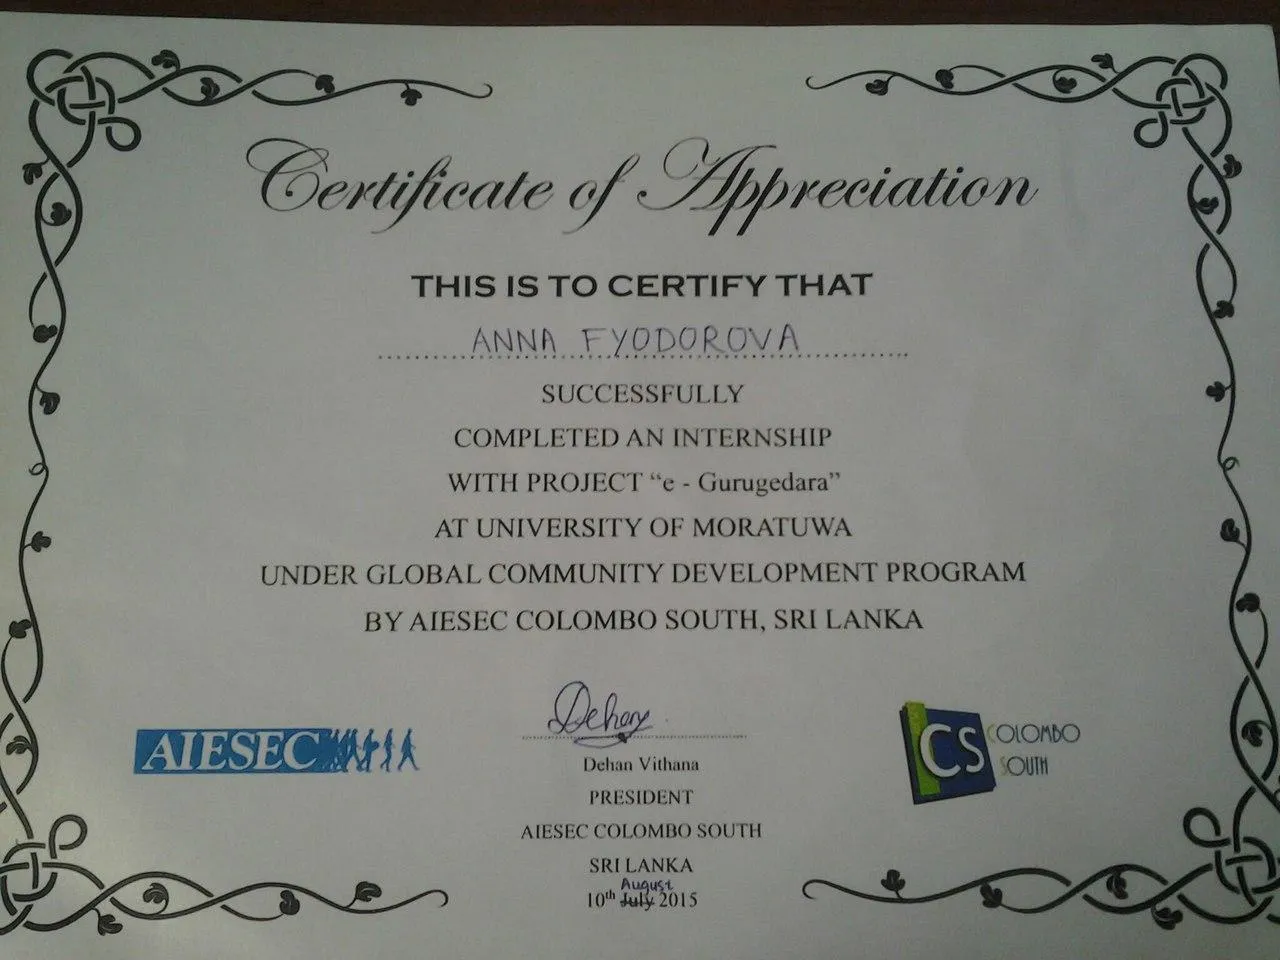 Certificate of Appreciation
THIS IS TO CERTIFY THAT
ANNA FYODOROVA
SUCCESSFULLY
COMPLETED AN INTERNSHIP
WITH PROJECT “e - Gurugedara”
AT UNIVERSITY OF MORATUWA
UNDER GLOBAL COMMUNITY DEVELOPMENT PROGRAM
BY AIESEC COLOMBO SOUTH, SRI LANKA
Dehan
AIESEC
CS COLOMBO
SOUTH
Dehan Vithana
PRESIDENT
AIESEC COLOMBO SOUTH
SRI LANKA
August
10th July 2015